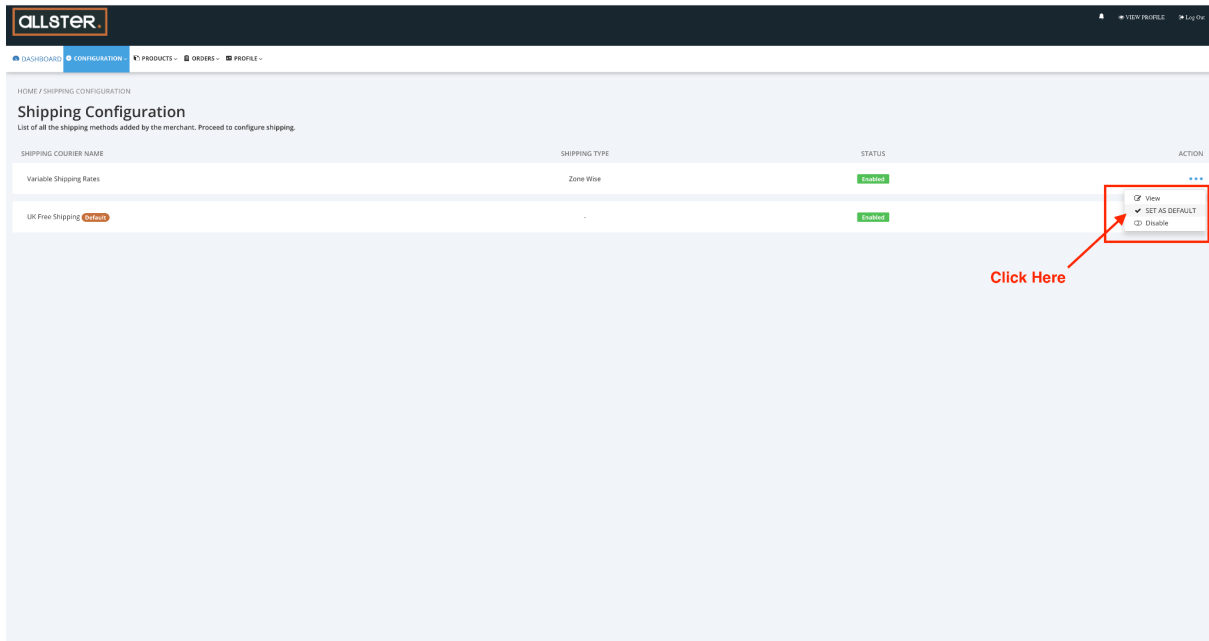 ALLSTER.
VIEW PROFILE Log Out
DASHBOARD CONFIGURATION PRODUCTS ORDERS PROFILE
HOME / SHIPPING CONFIGURATION
Shipping Configuration
List of all the shipping methods added by the merchant. Proceed to configure shipping.
SHIPPING COURIER NAME SHIPPING TYPE STATUS ACTION
Variable Shipping Rates Zone Wise Enabled
View
UK Free Shipping Default - Enabled
SET AS DEFAULT
Disable
Click Here